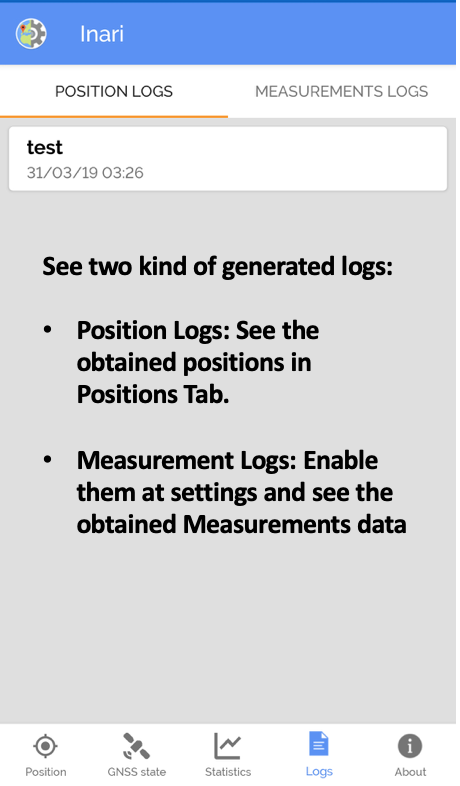 Inari
POSITION LOGS MEASUREMENTS LOGS
test
31/03/19 03:26
See two kind of generated logs:
• Position Logs: See the
obtained positions in
Positions Tab.
• Measurement Logs: Enable
them at settings and see the
obtained Measurements data
Position GNSS state Statistics Logs About